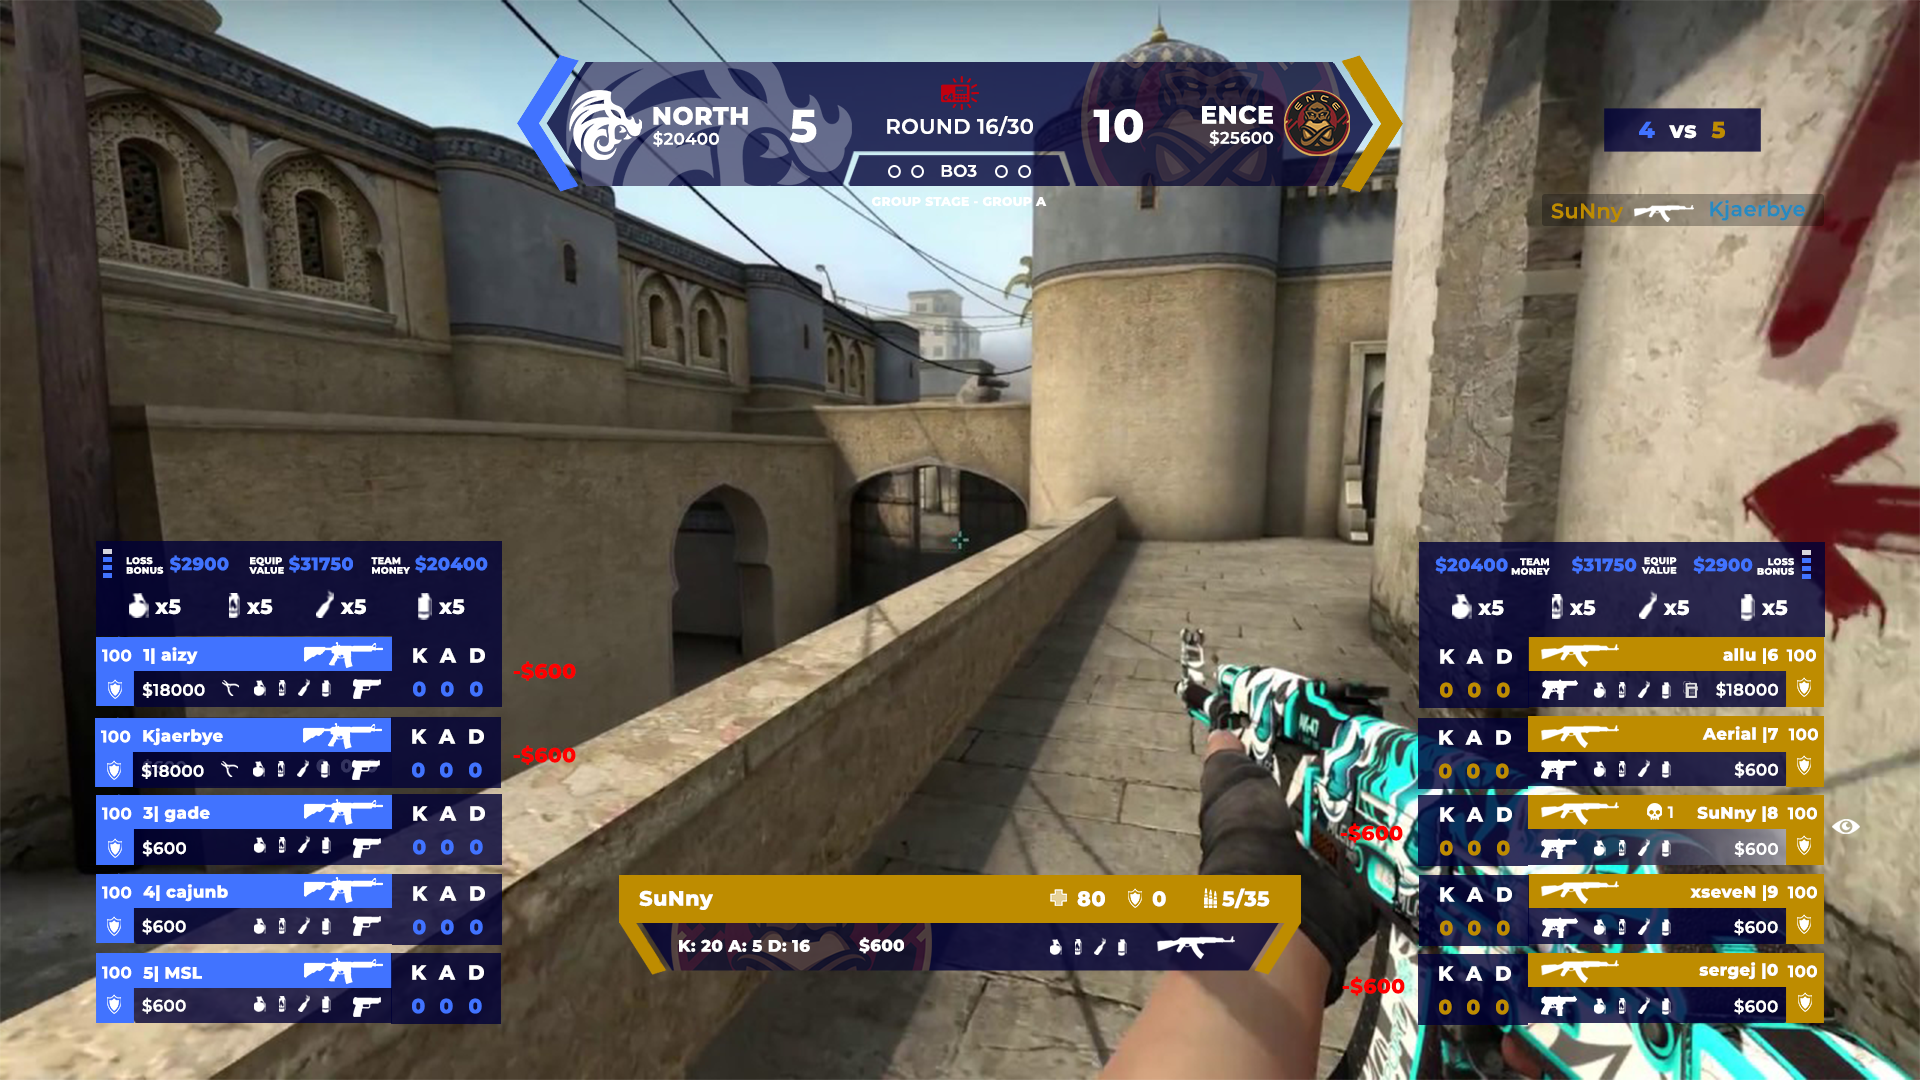 NORTH
$20400
5
ROUND 16/30
10
ENCE
$25600
ENCE
BO3
GROUP STAGE - GROUP A
4 vs 5
SuNny Kjaerbye
LOSS BONUS $2900 EQUIP VALUE $31750 TEAM MONEY $20400
x5 x5 x5 x5
100 1| aizy K A D
$18000 0 0 0
-$600
100 Kjaerbye K A D
$18000 0 0 0
-$600
100 3| gade K A D
$600 0 0 0
100 4| cajunb K A D
$600 0 0 0
100 5| MSL K A D
$600 0 0 0
SuNny 80 0 5/35
K: 20 A: 5 D: 16 $600
$20400 TEAM MONEY $31750 EQUIP VALUE $2900 LOSS BONUS
x5 x5 x5 x5
K A D allu |6 100
0 0 0 $18000
K A D Aerial |7 100
0 0 0 $600
K A D 1 SuNny |8 100
-$600
0 0 0 $600
K A D xseveN |9 100
0 0 0 $600
K A D sergej |0 100
-$600
0 0 0 $600